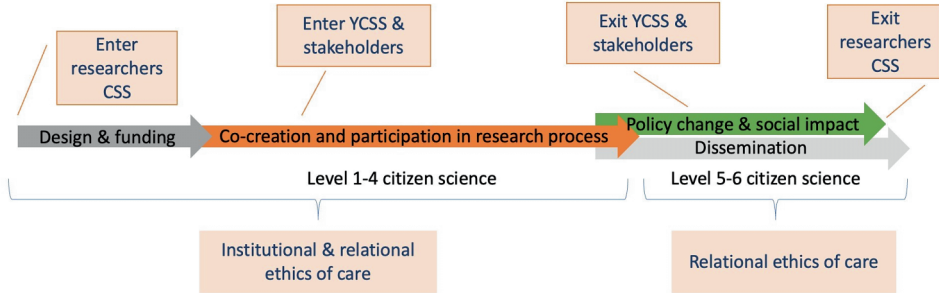 Enter
researchers
CSS
Enter YCSS &
stakeholders
Exit YCSS &
stakeholders
Exit
researchers
CSS
Design & funding
Co-creation and participation in research process
Policy change & social impact
Dissemination
Level 1-4 citizen science
Level 5-6 citizen science
Institutional & relational
ethics of care
Relational ethics of care